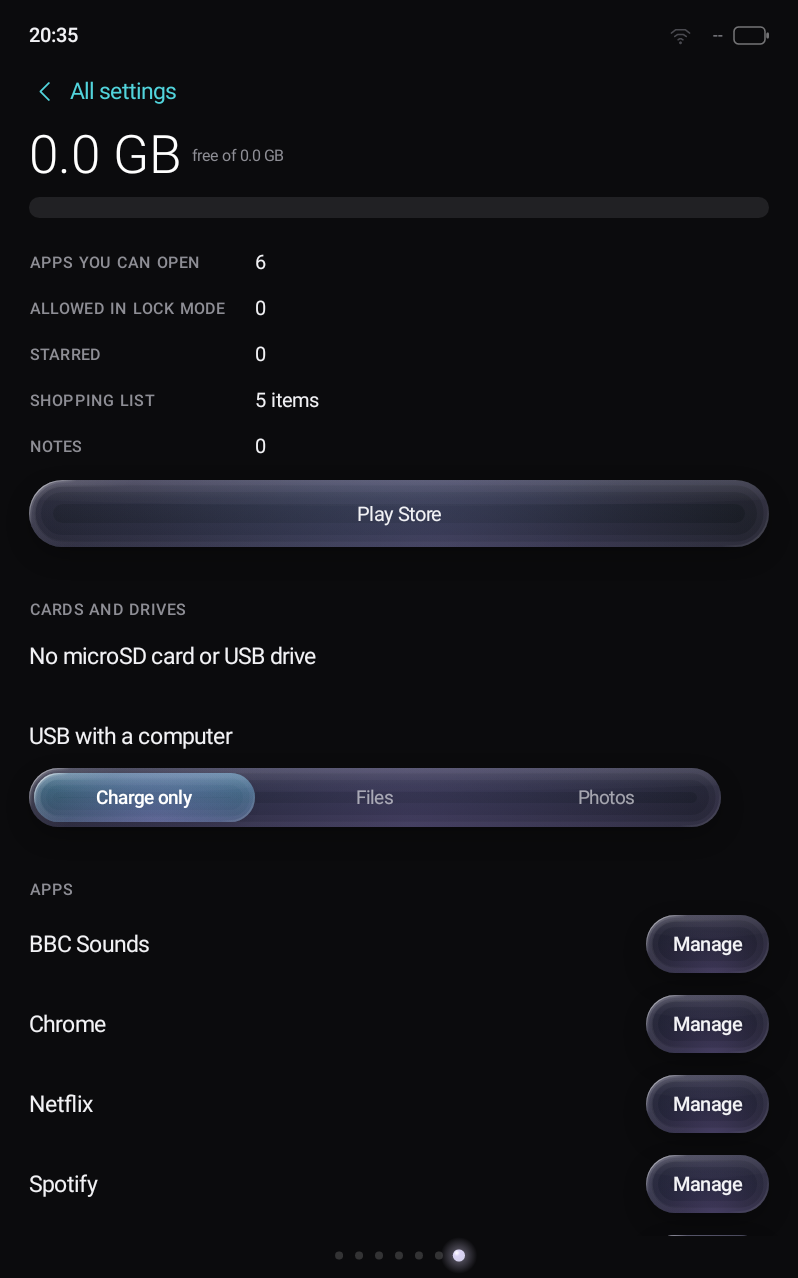 20:35
--
All settings
0.0 GB free of 0.0 GB
APPS YOU CAN OPEN 6
ALLOWED IN LOCK MODE 0
STARRED 0
SHOPPING LIST 5 items
NOTES 0
Play Store
CARDS AND DRIVES
No microSD card or USB drive
USB with a computer
Charge only Files Photos
APPS
BBC Sounds Manage
Chrome Manage
Netflix Manage
Spotify Manage